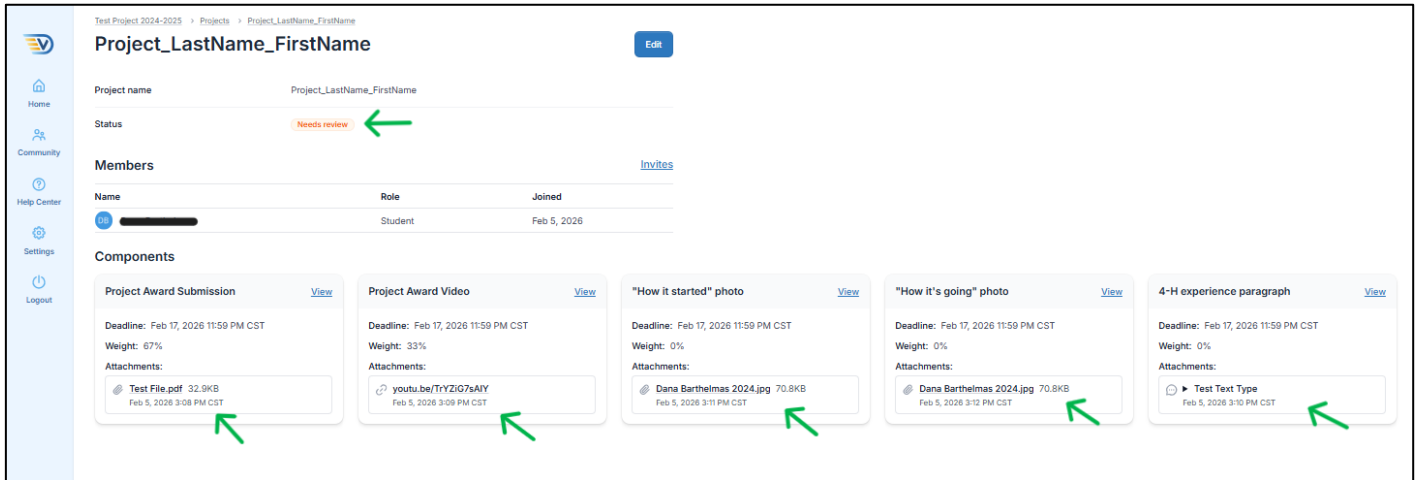 Test Project 2024-2025 > Projects > Project_LastName_FirstName
Project_LastName_FirstName
Edit
Home
Community
Help Center
Settings
Logout
Project name Project_LastName_FirstName
Status Needs review
Members Invites
Name Role Joined
DB Student Feb 5, 2026
Components
Project Award Submission View
Deadline: Feb 17, 2026 11:59 PM CST
Weight: 67%
Attachments:
Test File.pdf 32.9KB
Feb 5, 2026 3:08 PM CST
Project Award Video View
Deadline: Feb 17, 2026 11:59 PM CST
Weight: 33%
Attachments:
youtu.be/TrYZiG7sAIY
Feb 5, 2026 3:09 PM CST
"How it started" photo View
Deadline: Feb 17, 2026 11:59 PM CST
Weight: 0%
Attachments:
Dana Barthelmas 2024.jpg 70.8KB
Feb 5, 2026 3:11 PM CST
"How it's going" photo View
Deadline: Feb 17, 2026 11:59 PM CST
Weight: 0%
Attachments:
Dana Barthelmas 2024.jpg 70.8KB
Feb 5, 2026 3:12 PM CST
4-H experience paragraph View
Deadline: Feb 17, 2026 11:59 PM CST
Weight: 0%
Attachments:
Test Text Type
Feb 5, 2026 3:10 PM CST